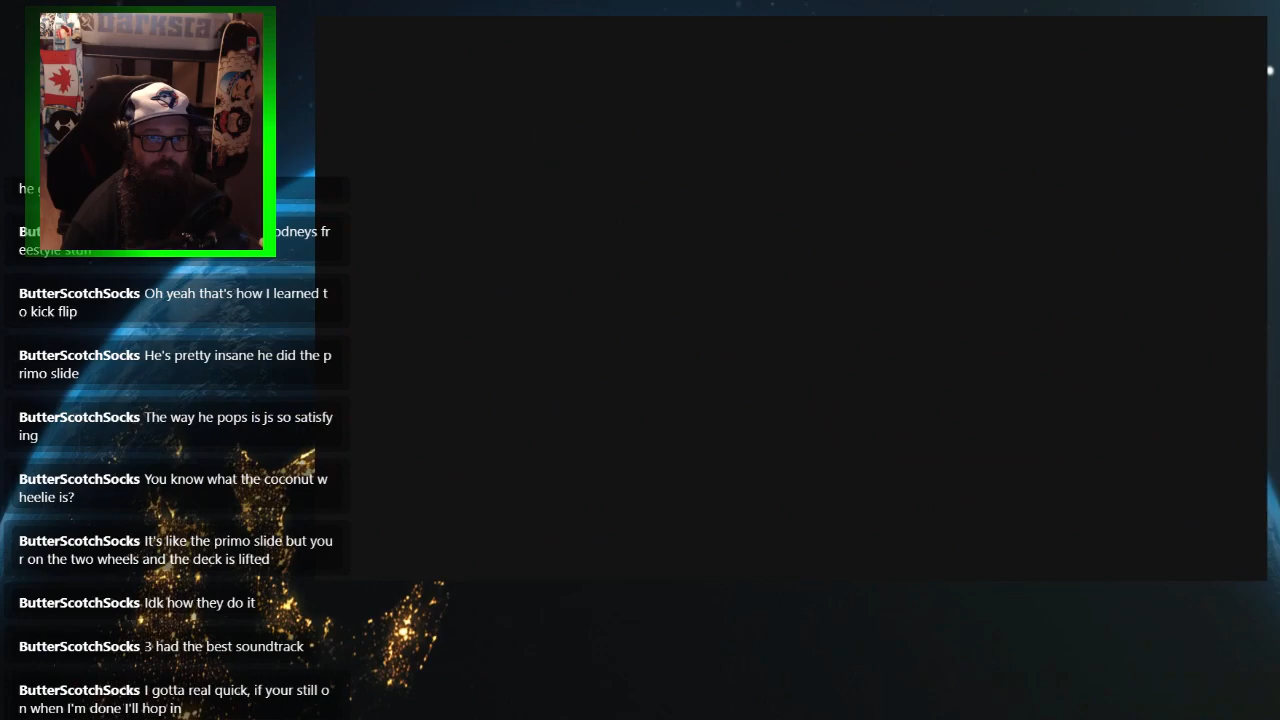 Darksta
he
But odneys fr
eestyle stuff
ButterScotchSocks Oh yeah that's how I learned t
o kick flip
ButterScotchSocks He's pretty insane he did the p
rimo slide
ButterScotchSocks The way he pops is js so satisfy
ing
ButterScotchSocks You know what the coconut w
heelie is?
ButterScotchSocks It's like the primo slide but you
r on the two wheels and the deck is lifted
ButterScotchSocks Idk how they do it
ButterScotchSocks 3 had the best soundtrack
ButterScotchSocks I gotta real quick, if your still o
n when I'm done I'll hop in